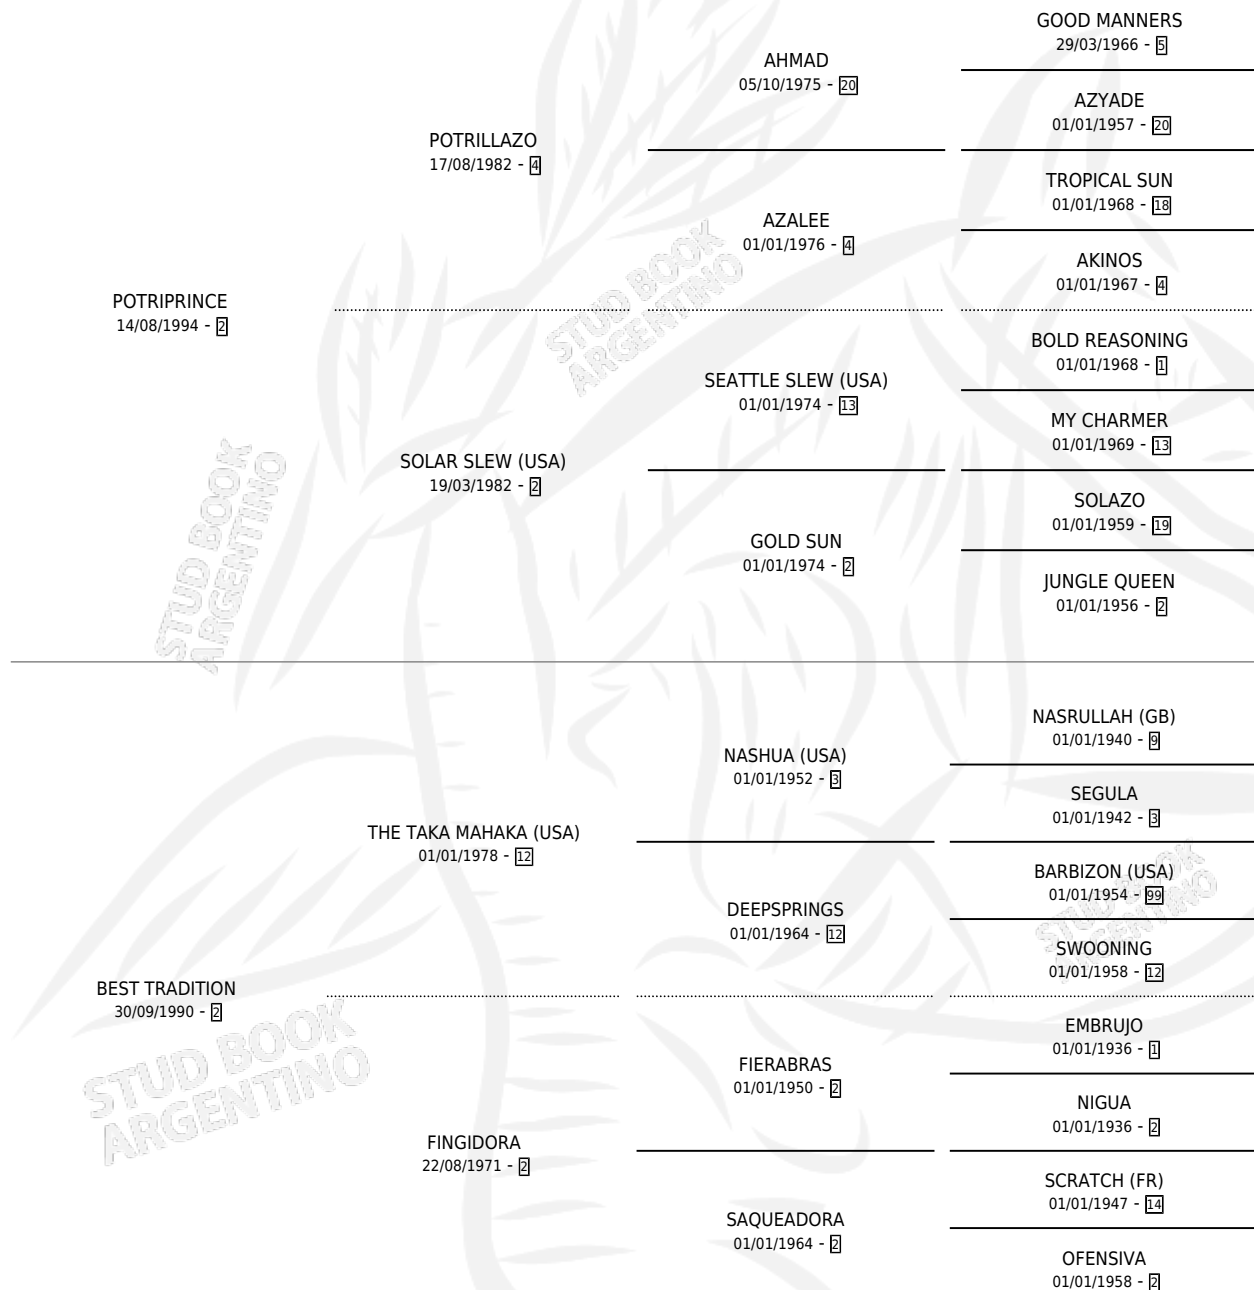 GOOD MANNERS
29/03/1966 - 5
AHMAD
05/10/1975 - 20
AZYADE
01/01/1957 - 20
POTRILLAZO
17/08/1982 - 4
TROPICAL SUN
01/01/1968 - 18
AZALEE
01/01/1976 - 4
AKINOS
01/01/1967 - 4
POTRIPRINCE
14/08/1994 - 2
STUD BOOK
ARGENTINO
BOLD REASONING
01/01/1968 - 1
SEATTLE SLEW (USA)
01/01/1974 - 13
MY CHARMER
01/01/1969 - 13
SOLAR SLEW (USA)
19/03/1982 - 2
SOLAZO
01/01/1959 - 19
GOLD SUN
01/01/1974 - 2
JUNGLE QUEEN
01/01/1956 - 2
STUD BOOK
ARGENTINO
NASRULLAH (GB)
01/01/1940 - 9
NASHUA (USA)
01/01/1952 - 3
SEGULA
01/01/1942 - 3
THE TAKA MAHAKA (USA)
01/01/1978 - 12
BARBIZON (USA)
01/01/1954 - 99
DEEPSPRINGS
01/01/1964 - 12
SWOONING
01/01/1958 - 12
STUD BOOK
ARGENTINO
BEST TRADITION
30/09/1990 - 2
EMBRUJO
01/01/1936 - 1
FIERABRAS
01/01/1950 - 2
NIGUA
01/01/1936 - 2
STUD BOOK
ARGENTINO
FINGIDORA
22/08/1971 - 2
SCRATCH (FR)
01/01/1947 - 14
SAQUEADORA
01/01/1964 - 2
OFENSIVA
01/01/1958 - 2